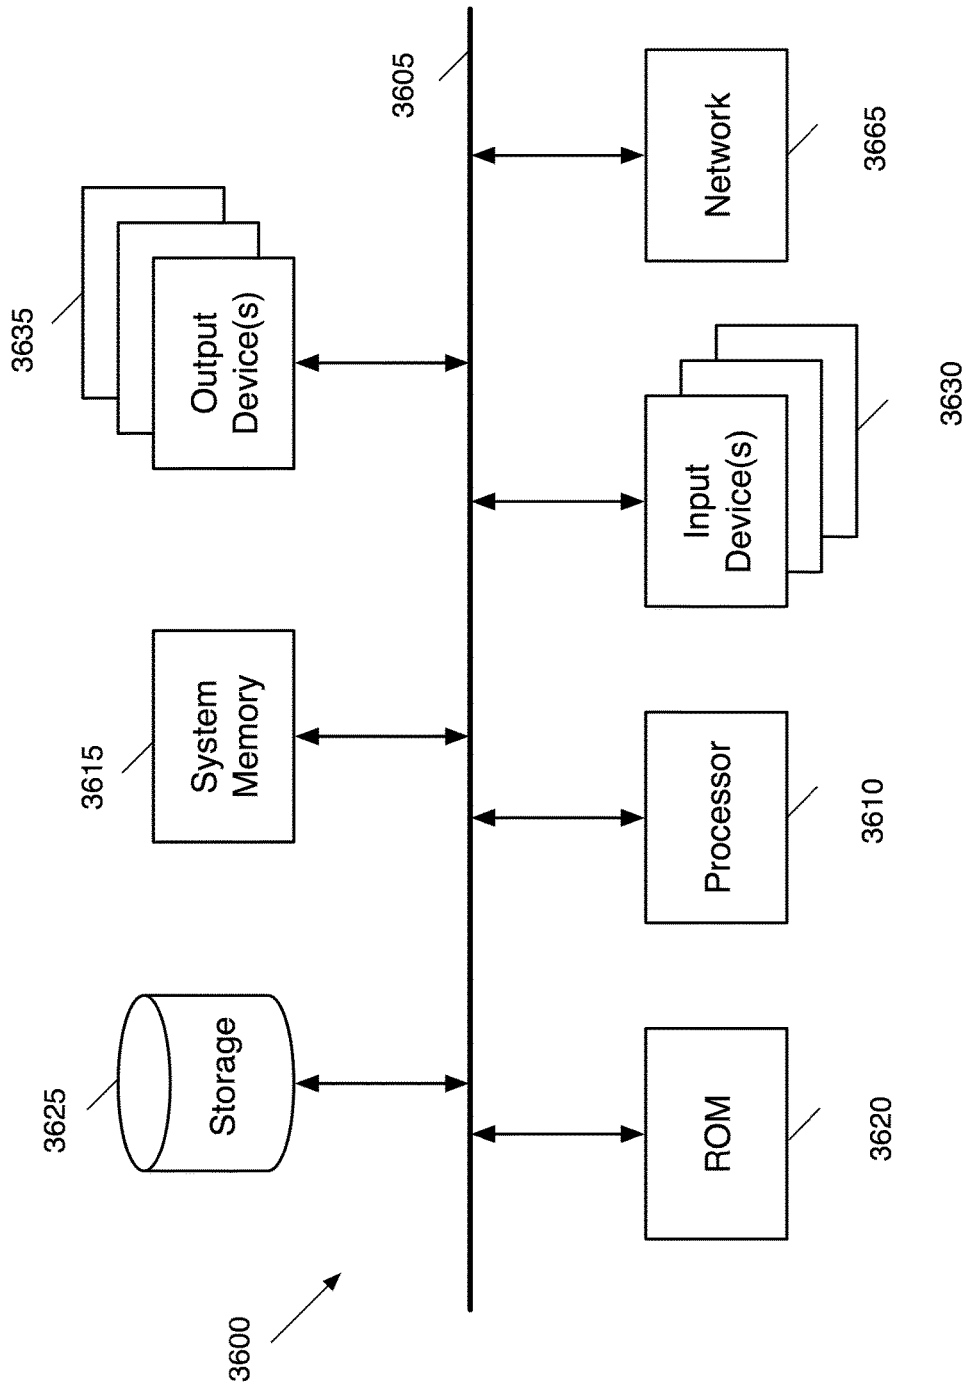 3600
3625
Storage
3615
System
Memory
3635
Output
Device(s)
3605
ROM
3620
Processor
3610
Input
Device(s)
3630
Network
3665